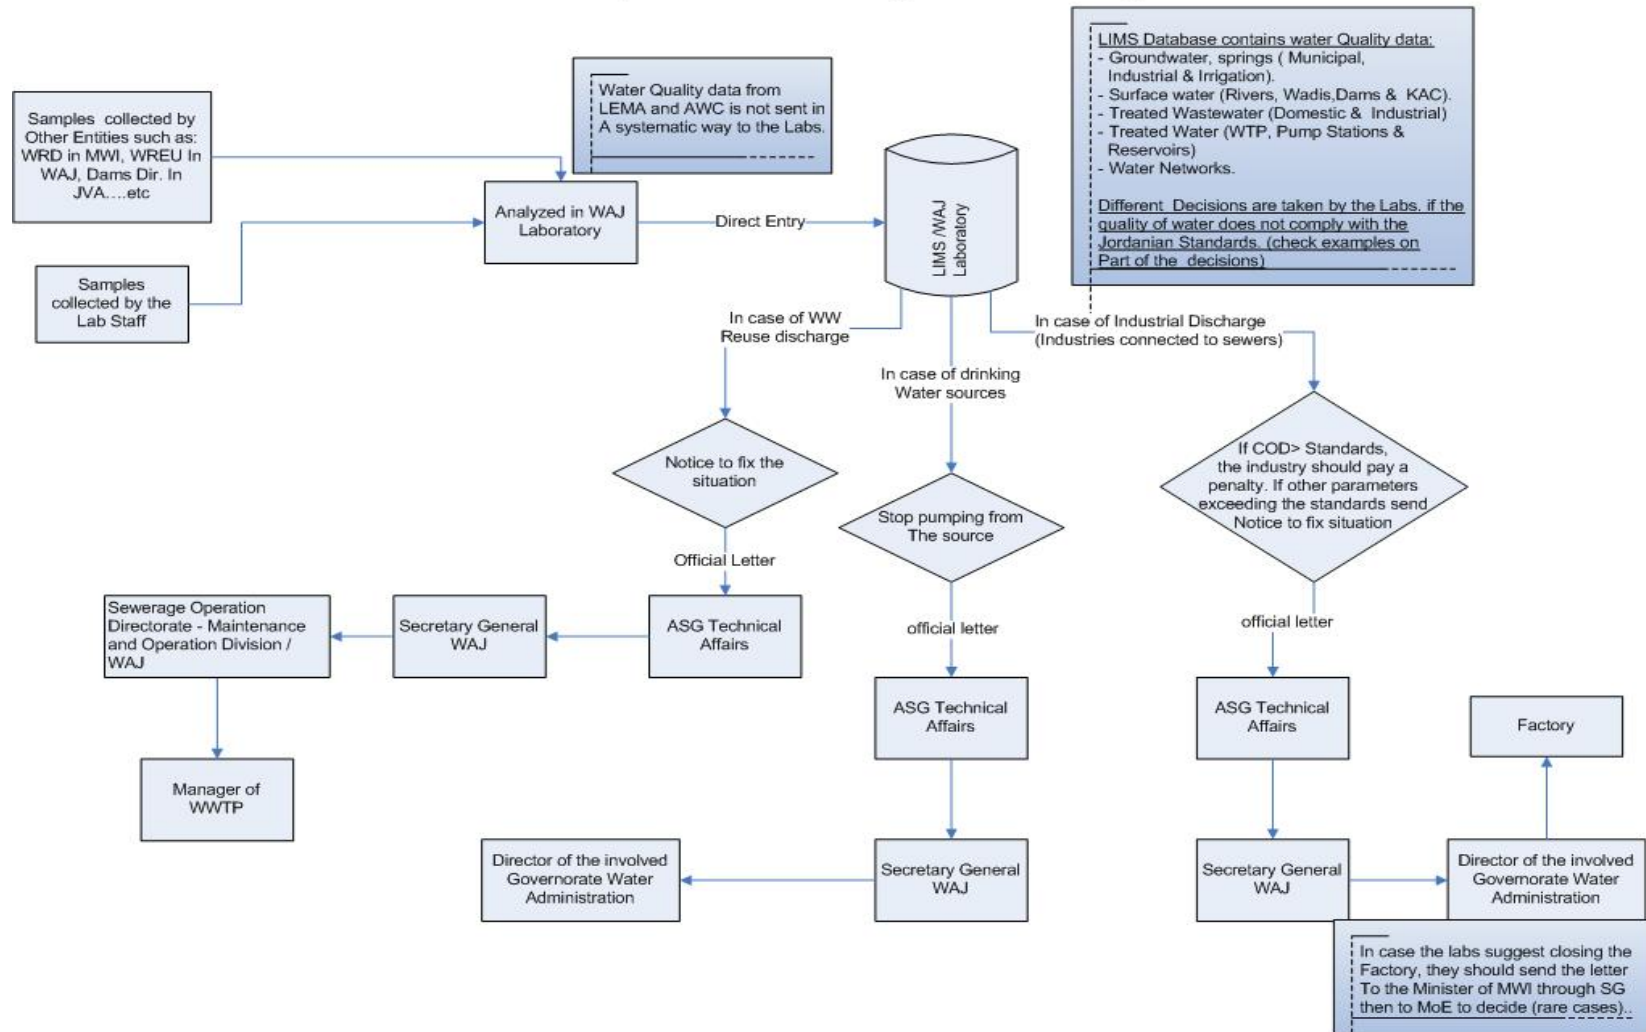 LIMS Database contains water Quality data:
- Groundwater, springs ( Municipal,
Industrial & Irrigation).
- Surface water (Rivers, Wadis,Dams & KAC).
- Treated Wastewater (Domestic & Industrial)
- Treated Water (WTP, Pump Stations &
Reservoirs)
- Water Networks.
Different Decisions are taken by the Labs. if the
quality of water does not comply with the
Jordanian Standards. (check examples on
Part of the decisions)
Water Quality data from
LEMA and AWC is not sent in
A systematic way to the Labs.
Samples collected by
Other Entities such as:
WRD in MWI, WREU In
WAJ, Dams Dir. In
JVA....etc
Analyzed in WAJ
Laboratory
Direct Entry
LIMS /WAJ
Laboratory
Samples
collected by the
Lab Staff
In case of WW
Reuse discharge
In case of drinking
Water sources
In case of Industrial Discharge
(Industries connected to sewers)
Notice to fix the
situation
Stop pumping from
The source
If COD> Standards,
the industry should pay a
penalty. If other parameters
exceeding the standards send
Notice to fix situation
Official Letter
official letter
official letter
Sewerage Operation
Directorate - Maintenance
and Operation Division /
WAJ
Secretary General
WAJ
ASG Technical
Affairs
ASG Technical
Affairs
ASG Technical
Affairs
Factory
Manager of
WWTP
Director of the involved
Governorate Water
Administration
Secretary General
WAJ
Secretary General
WAJ
Director of the involved
Governorate Water
Administration
In case the labs suggest closing the
Factory, they should send the letter
To the Minister of MWI through SG
then to MoE to decide (rare cases)..